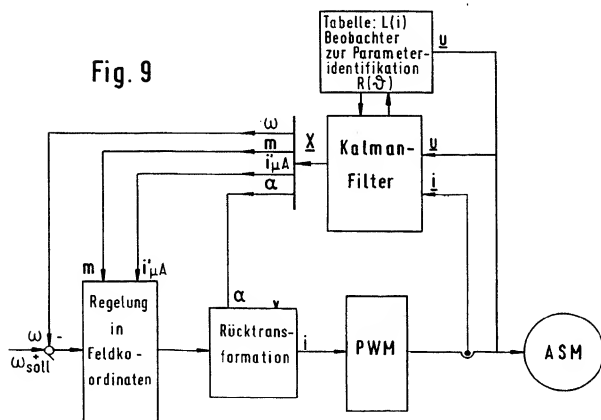 Fig. 9
Tabelle: L(i)
Beobachter
zur Parameter-
identifikation
R(ϑ)
u
ω
m
i'μA
α
X
Kalman-
Filter
u
i
m
i'μA
α
Regelung
in
Feldko-
ordinaten
Rücktrans-
formation
i
PWM
ASM
ω
-
+
ωsoll